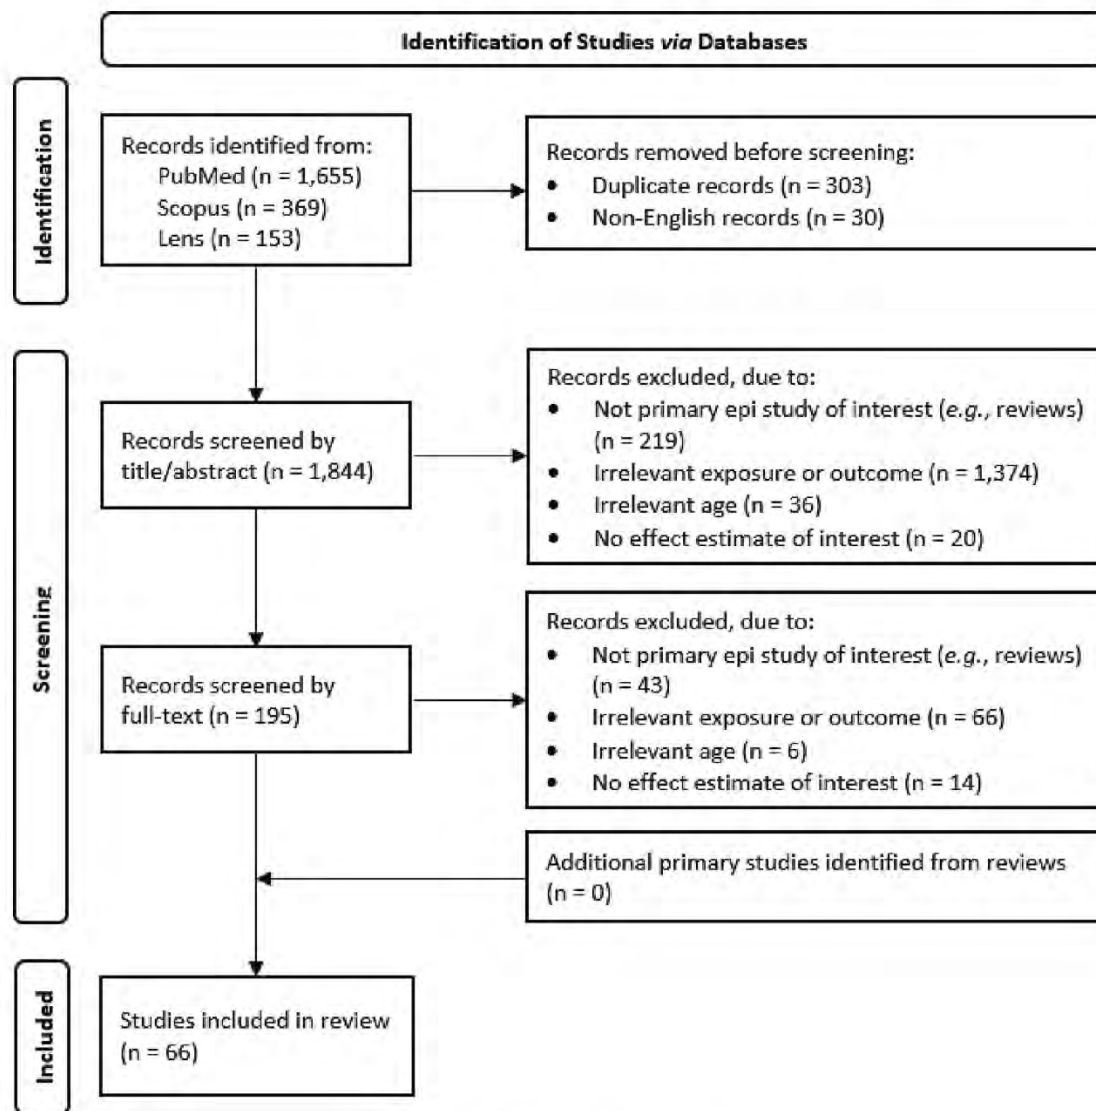 Identification of Studies via Databases
Identification
Records identified from:
PubMed (n = 1,655)
Scopus (n = 369)
Lens (n = 153)
Records removed before screening:
• Duplicate records (n = 303)
• Non-English records (n = 30)
Screening
Records screened by
title/abstract (n = 1,844)
Records excluded, due to:
• Not primary epi study of interest (e.g., reviews)
(n = 219)
• Irrelevant exposure or outcome (n = 1,374)
• Irrelevant age (n = 36)
• No effect estimate of interest (n = 20)
Records screened by
full-text (n = 195)
Records excluded, due to:
• Not primary epi study of interest (e.g., reviews)
(n = 43)
• Irrelevant exposure or outcome (n = 66)
• Irrelevant age (n = 6)
• No effect estimate of interest (n = 14)
Additional primary studies identified from reviews
(n = 0)
Included
Studies included in review
(n = 66)